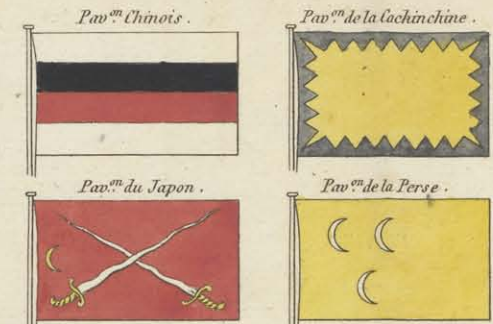 Pav.on Chinois.
Pav.on de la Cochinchine.
Pav.on du Japon.
Pav.on de la Perse.